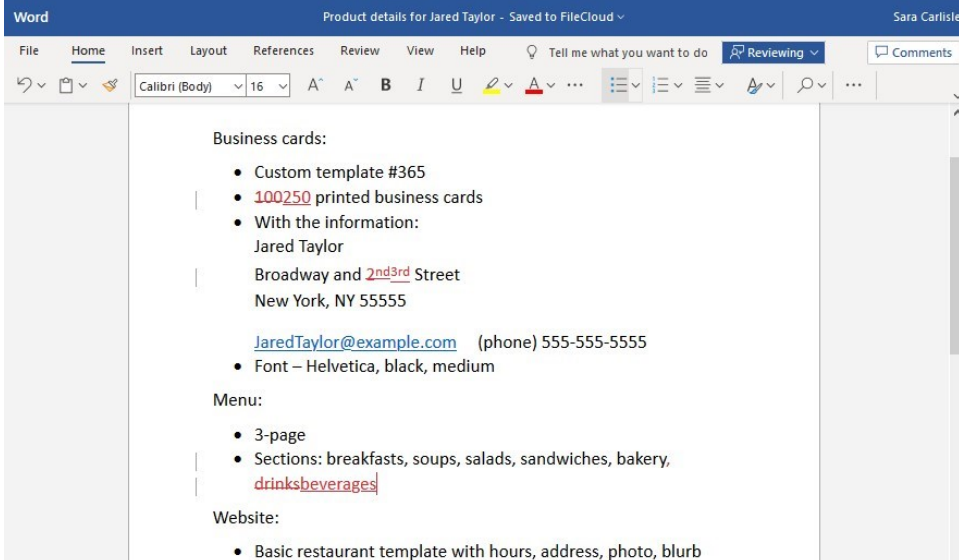 Word Product details for Jared Taylor - Saved to FileCloud Sara Carlisle
File Home Insert Layout References Review View Help Tell me what you want to do Reviewing Comments
Calibri (Body) 16 A A B I U A
Business cards:
• Custom template #365
• 100250 printed business cards
• With the information:
Jared Taylor
Broadway and 2nd3rd Street
New York, NY 55555
JaredTaylor@example.com (phone) 555-555-5555
• Font – Helvetica, black, medium
Menu:
• 3-page
• Sections: breakfasts, soups, salads, sandwiches, bakery,
drinksbeverages
Website:
• Basic restaurant template with hours, address, photo, blurb